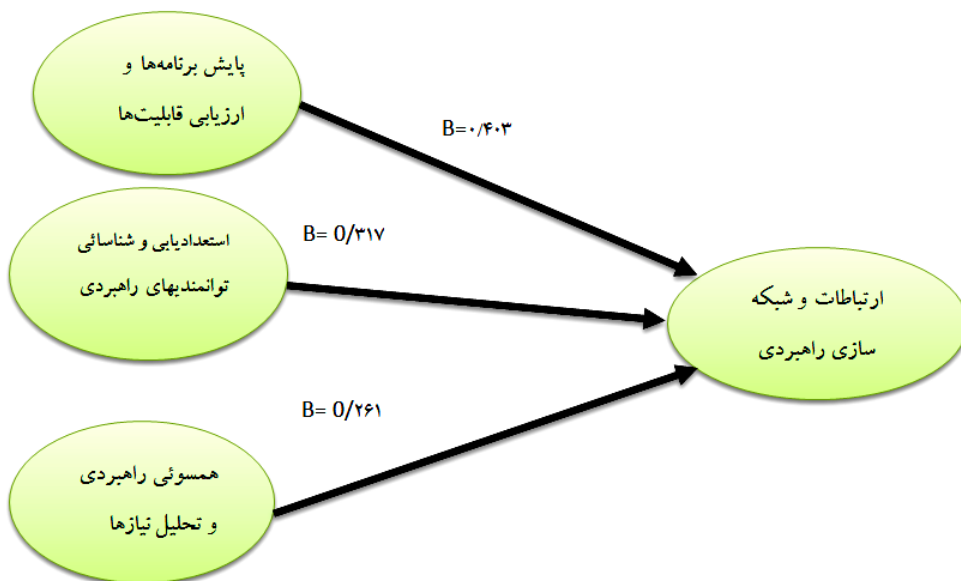 پایش برنامه‌ها و
ارزیابی قابلیت‌ها
B=۰/۴۰۳
استعدادیابی و شناسائی
توانمندیهای راهبردی
B= 0/۳۱۷
ارتباطات و شبکه
سازی راهبردی
B= 0/۲۶۱
همسوئی راهبردی
و تحلیل نیازها